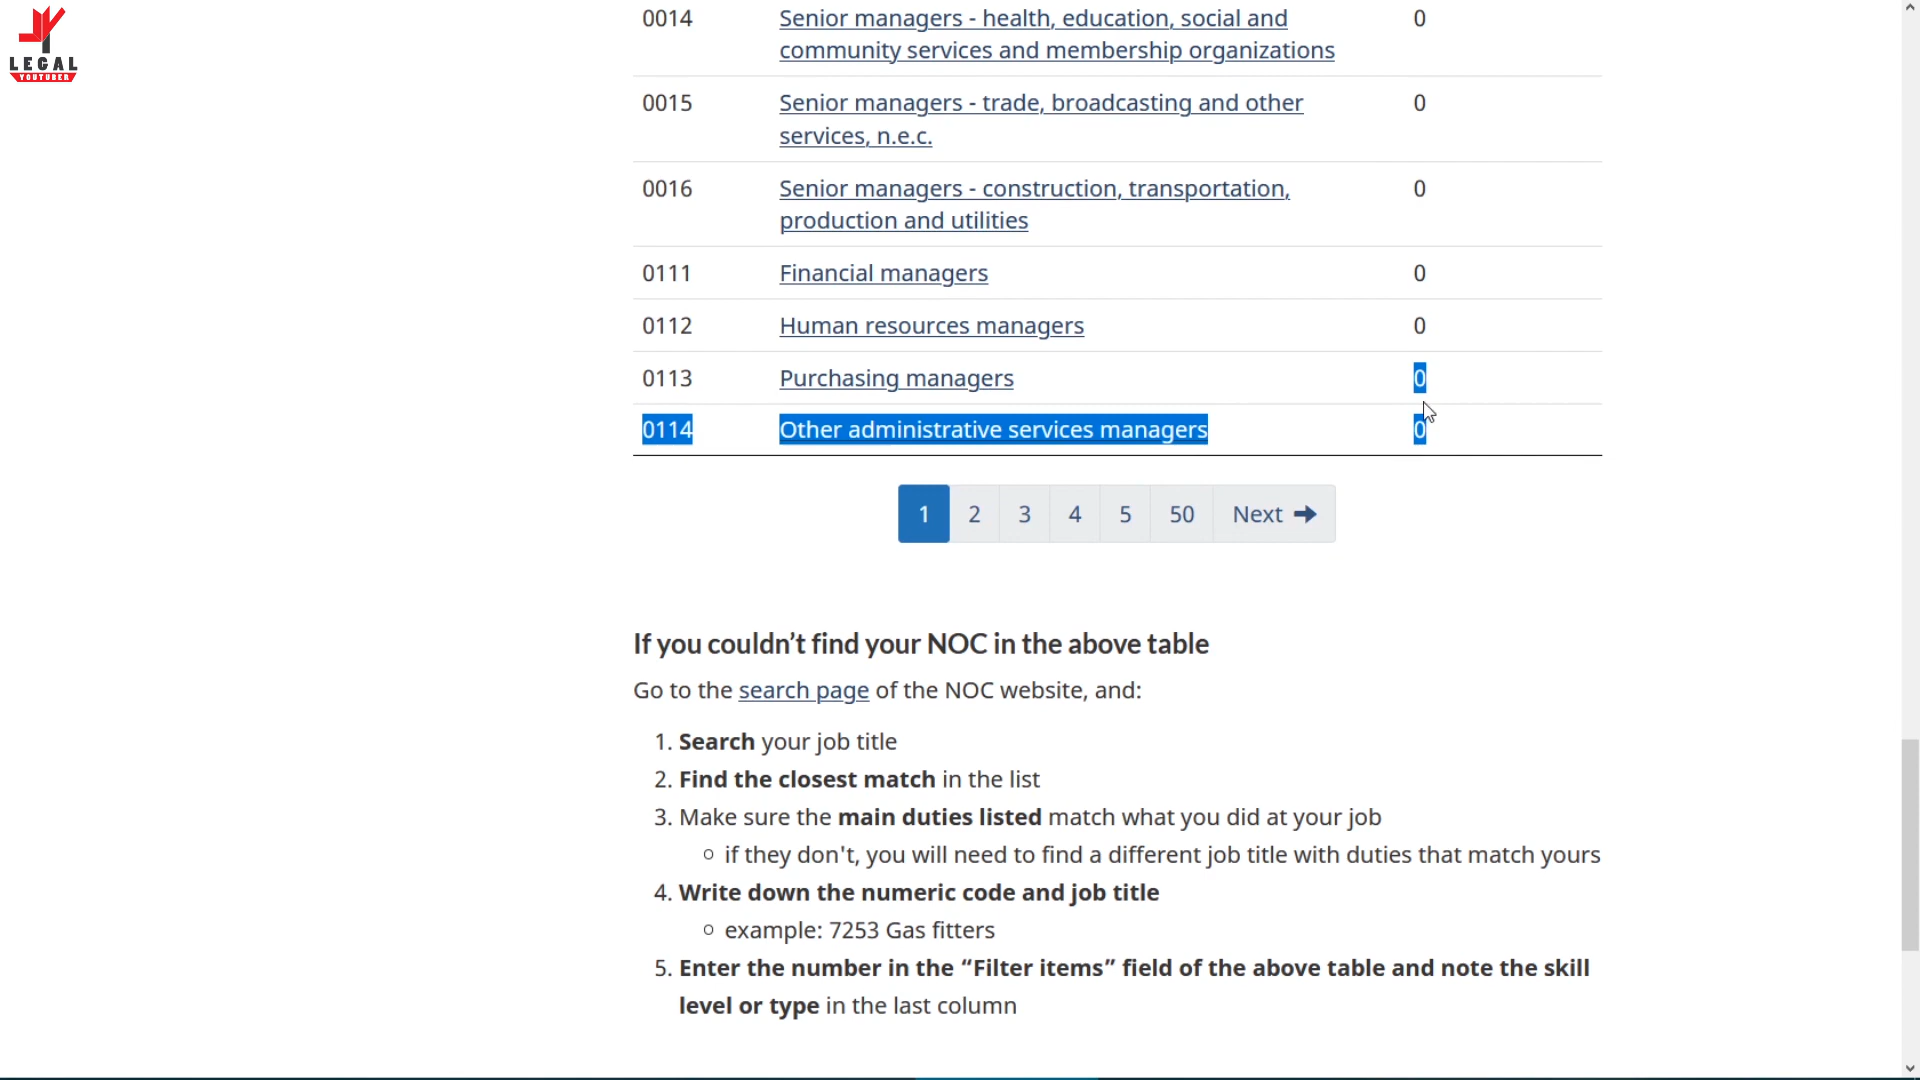 LEGAL
YOUTUBER
0014 Senior managers - health, education, social and 0
community services and membership organizations
0015 Senior managers - trade, broadcasting and other 0
services, n.e.c.
0016 Senior managers - construction, transportation, 0
production and utilities
0111 Financial managers 0
0112 Human resources managers 0
0113 Purchasing managers 0
0114 Other administrative services managers 0
1 2 3 4 5 50 Next
If you couldn’t find your NOC in the above table
Go to the search page of the NOC website, and:
1. Search your job title
2. Find the closest match in the list
3. Make sure the main duties listed match what you did at your job
if they don't, you will need to find a different job title with duties that match yours
4. Write down the numeric code and job title
example: 7253 Gas fitters
5. Enter the number in the “Filter items” field of the above table and note the skill
level or type in the last column